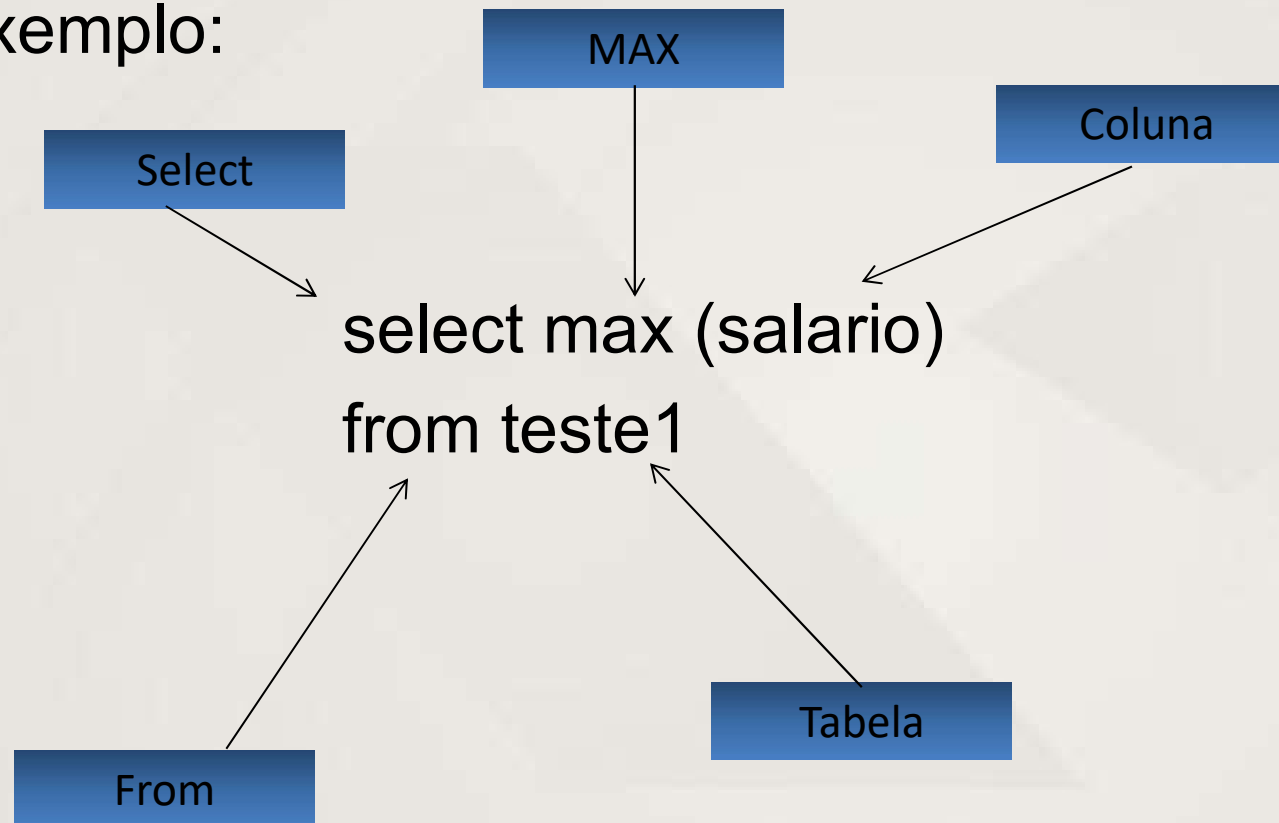 xemplo:
MAX
Coluna
Select
select max (salario)
from teste1
Tabela
From